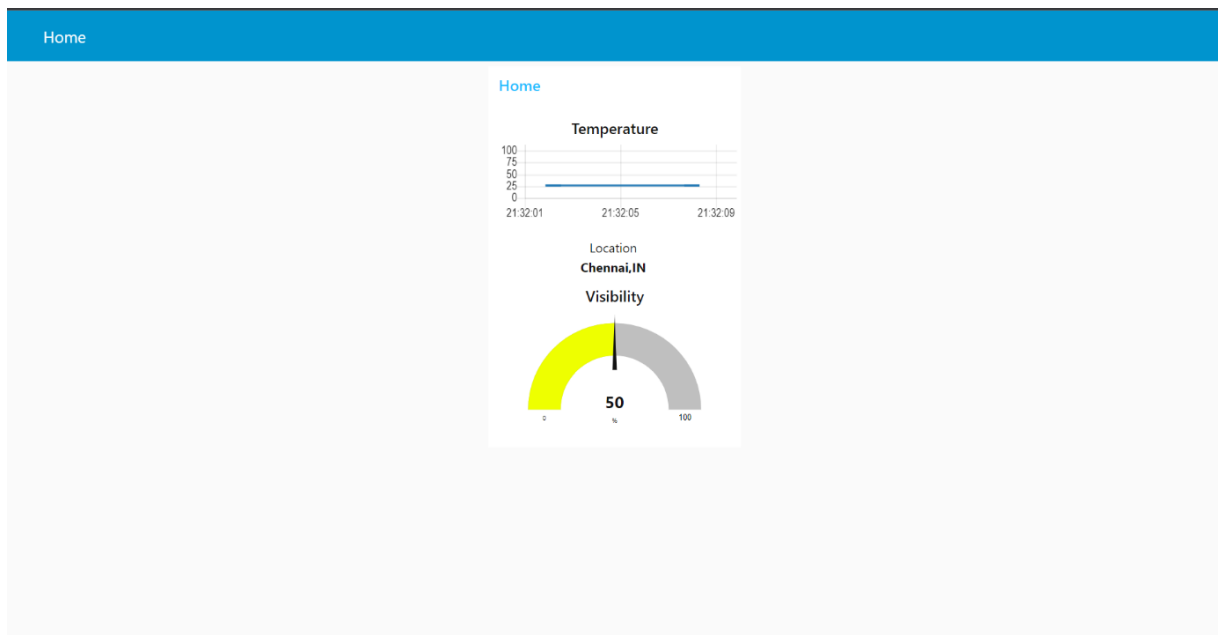 Home
Home
Temperature
100
75
50
25
0
21:32:01 21:32:05 21:32:09
Location
Chennai,IN
Visibility
50
0 % 100